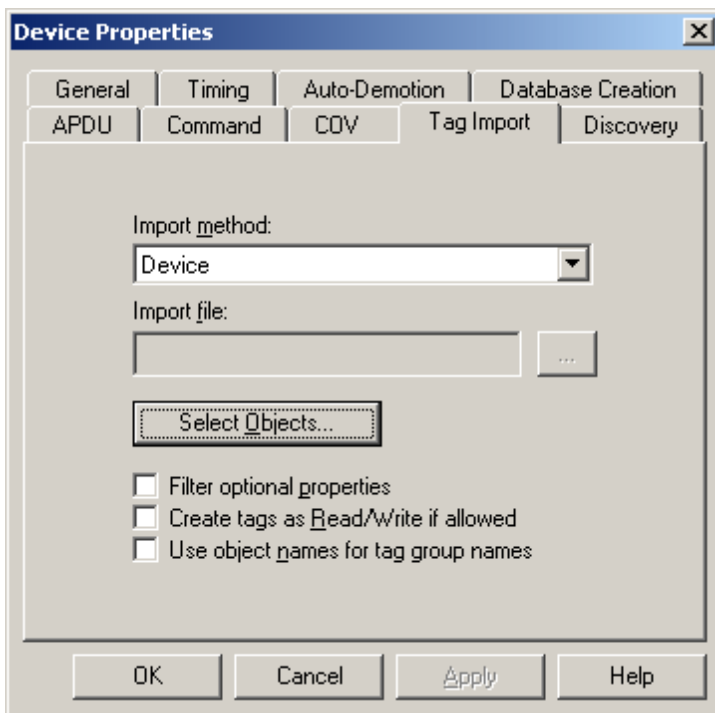 Device Properties
General Timing Auto-Demotion Database Creation
APDU Command COV Tag Import Discovery
Import method:
Device
Import file:
...
Select Objects...
Filter optional properties
Create tags as Read/Write if allowed
Use object names for tag group names
OK Cancel Apply Help